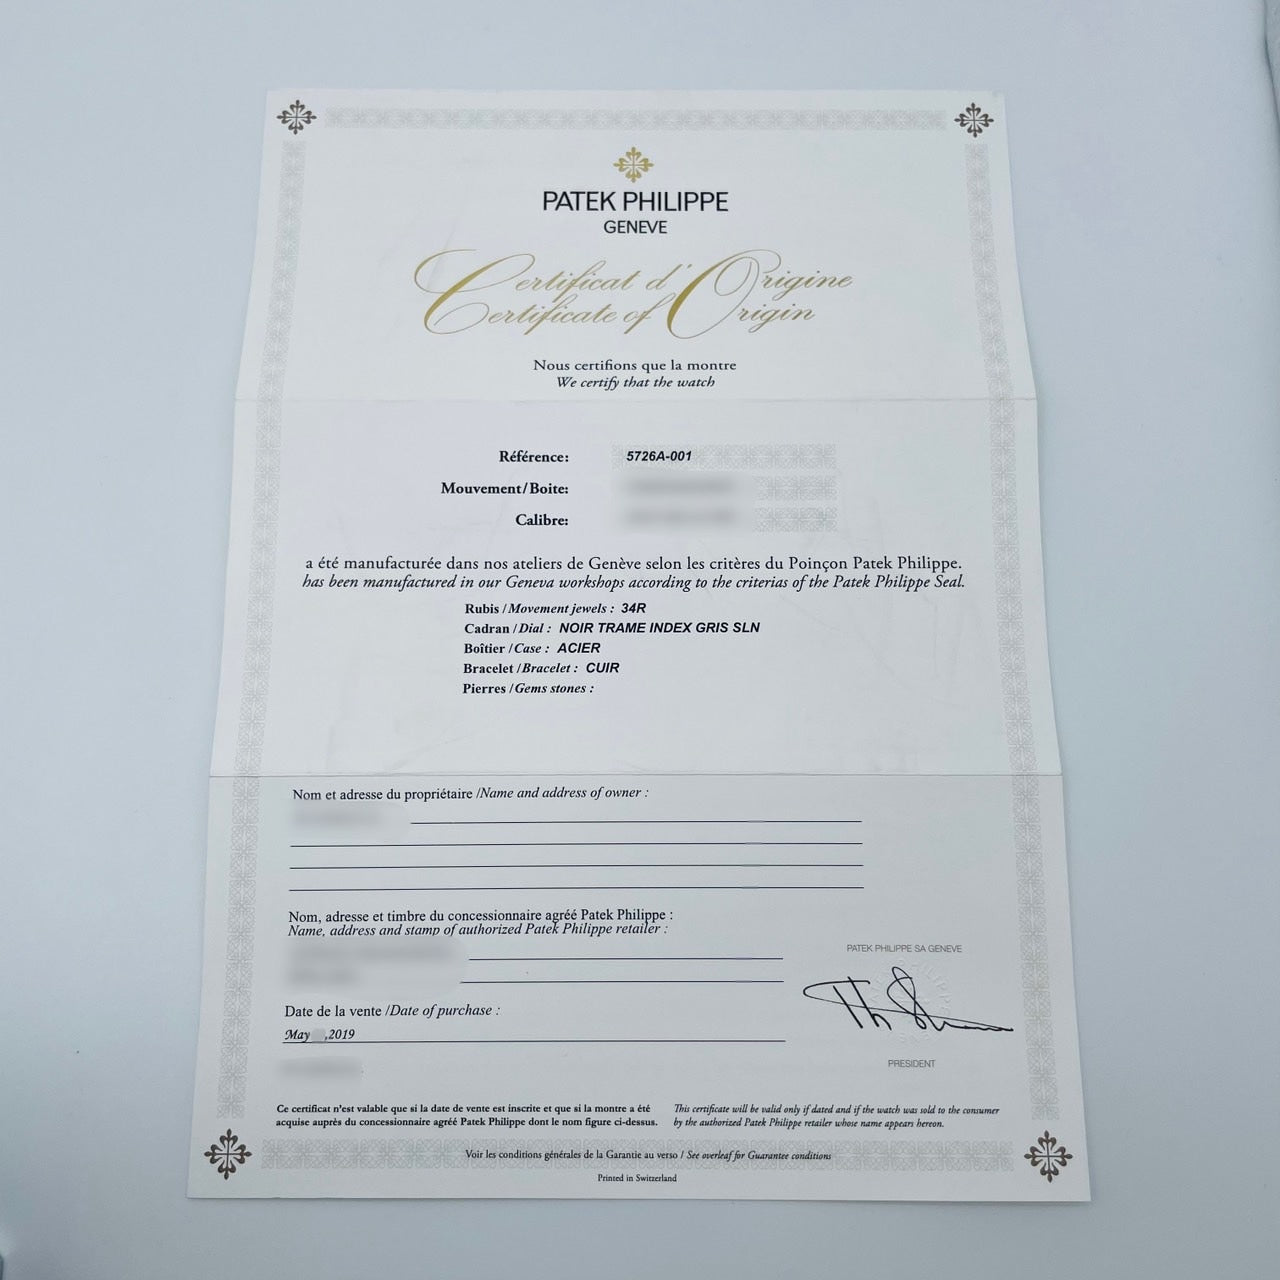 PATEK PHILIPPE
GENEVE
Certificat d'Origine
Certificate of Origin
Nous certifions que la montre
We certify that the watch
Référence: 5726A-001
Mouvement/Boite:
Calibre:
a été manufacturée dans nos ateliers de Genève selon les critères du Poinçon Patek Philippe.
has been manufactured in our Geneva workshops according to the criterias of the Patek Philippe Seal.
Rubis /Movement jewels : 34R
Cadran /Dial : NOIR TRAME INDEX GRIS SLN
Boîtier /Case : ACIER
Bracelet /Bracelet : CUIR
Pierres /Gems stones :
Nom et adresse du propriétaire /Name and address of owner :
Nom, adresse et timbre du concessionnaire agréé Patek Philippe :
Name, address and stamp of authorized Patek Philippe retailer :
PATEK PHILIPPE SA GENEVE
Date de la vente /Date of purchase :
May ,2019
PRESIDENT
Ce certificat n'est valable que si la date de vente est inscrite et que si la montre a été
acquise auprès du concessionnaire agréé Patek Philippe dont le nom figure ci-dessus.
This certificate will be valid only if dated and if the watch was sold to the consumer
by the authorized Patek Philippe retailer whose name appears hereon.
Voir les conditions générales de la Garantie au verso / See overleaf for Guarantee conditions
Printed in Switzerland